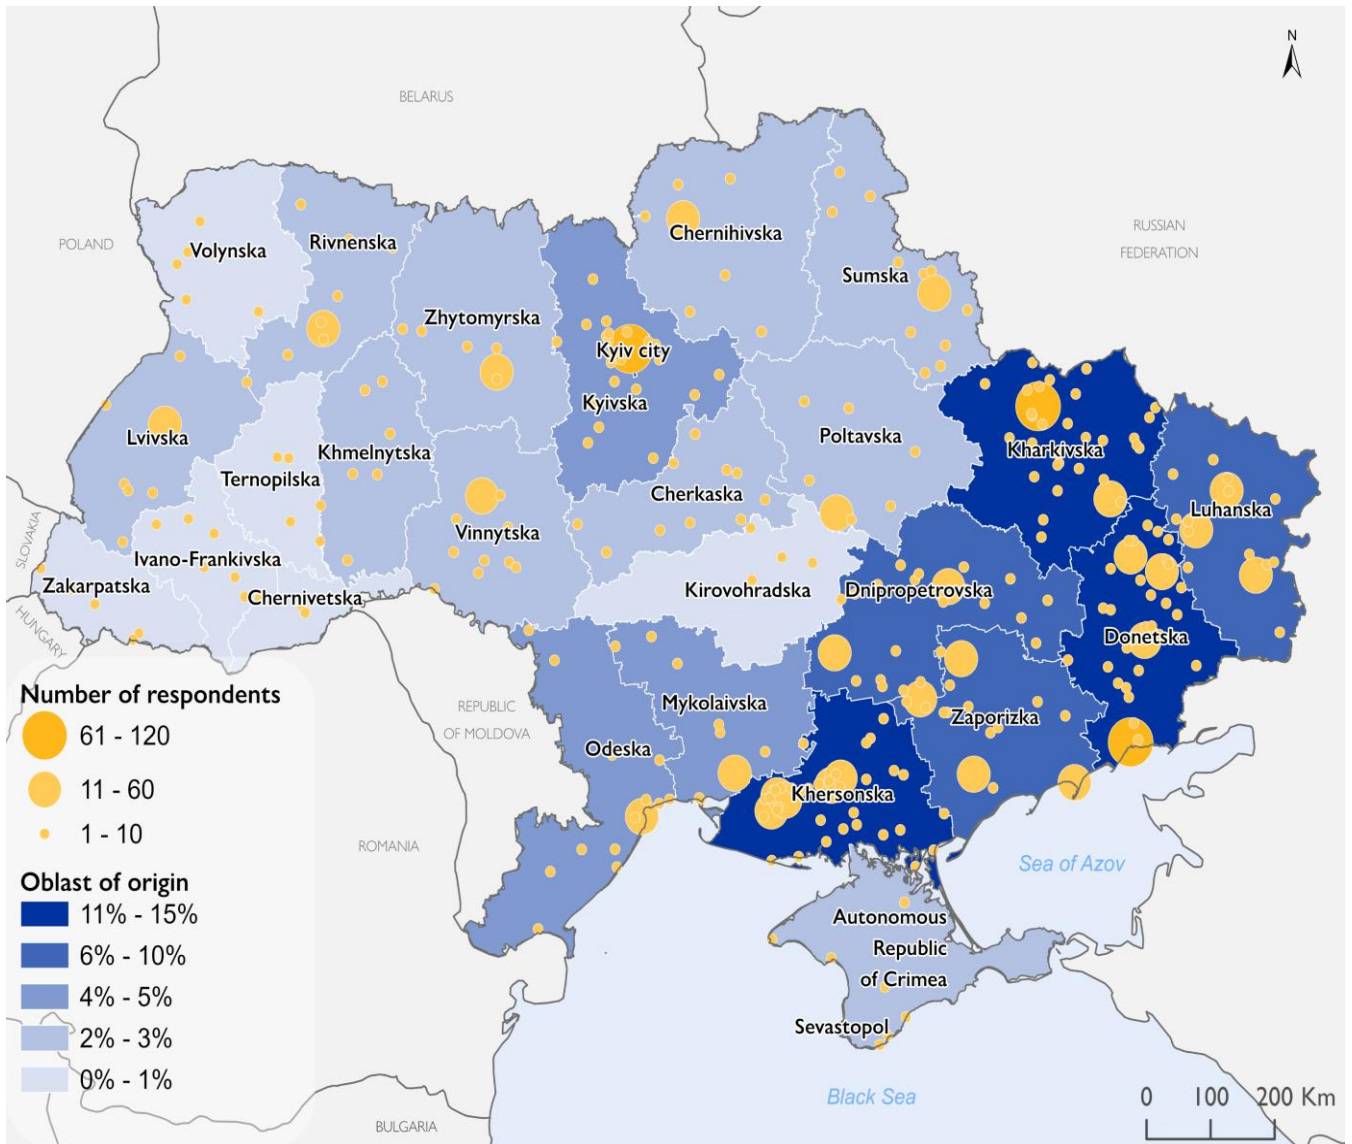 N
BELARUS
RUSSIAN
FEDERATION
POLAND
Volynska
Rivnenska
Chernihivska
Sumska
Zhytomyrska
Kyiv city
Kyivska
Lvivska
Khmelnytska
Ternopilska
Poltavska
Kharkivska
Cherkaska
Luhanska
Vinnytska
SLOVAKIA
Ivano-Frankivska
Zakarpatska
Chernivetska
Kirovohradska
Dnipropetrovska
HUNGARY
Donetska
Number of respondents
61 - 120
11 - 60
1 - 10
REPUBLIC
OF MOLDOVA
Mykolaivska
Zaporizka
Odeska
Khersonska
ROMANIA
Sea of Azov
Oblast of origin
11% - 15%
6% - 10%
4% - 5%
2% - 3%
0% - 1%
Autonomous
Republic
of Crimea
Sevastopol
Black Sea
BULGARIA
0 100 200 Km